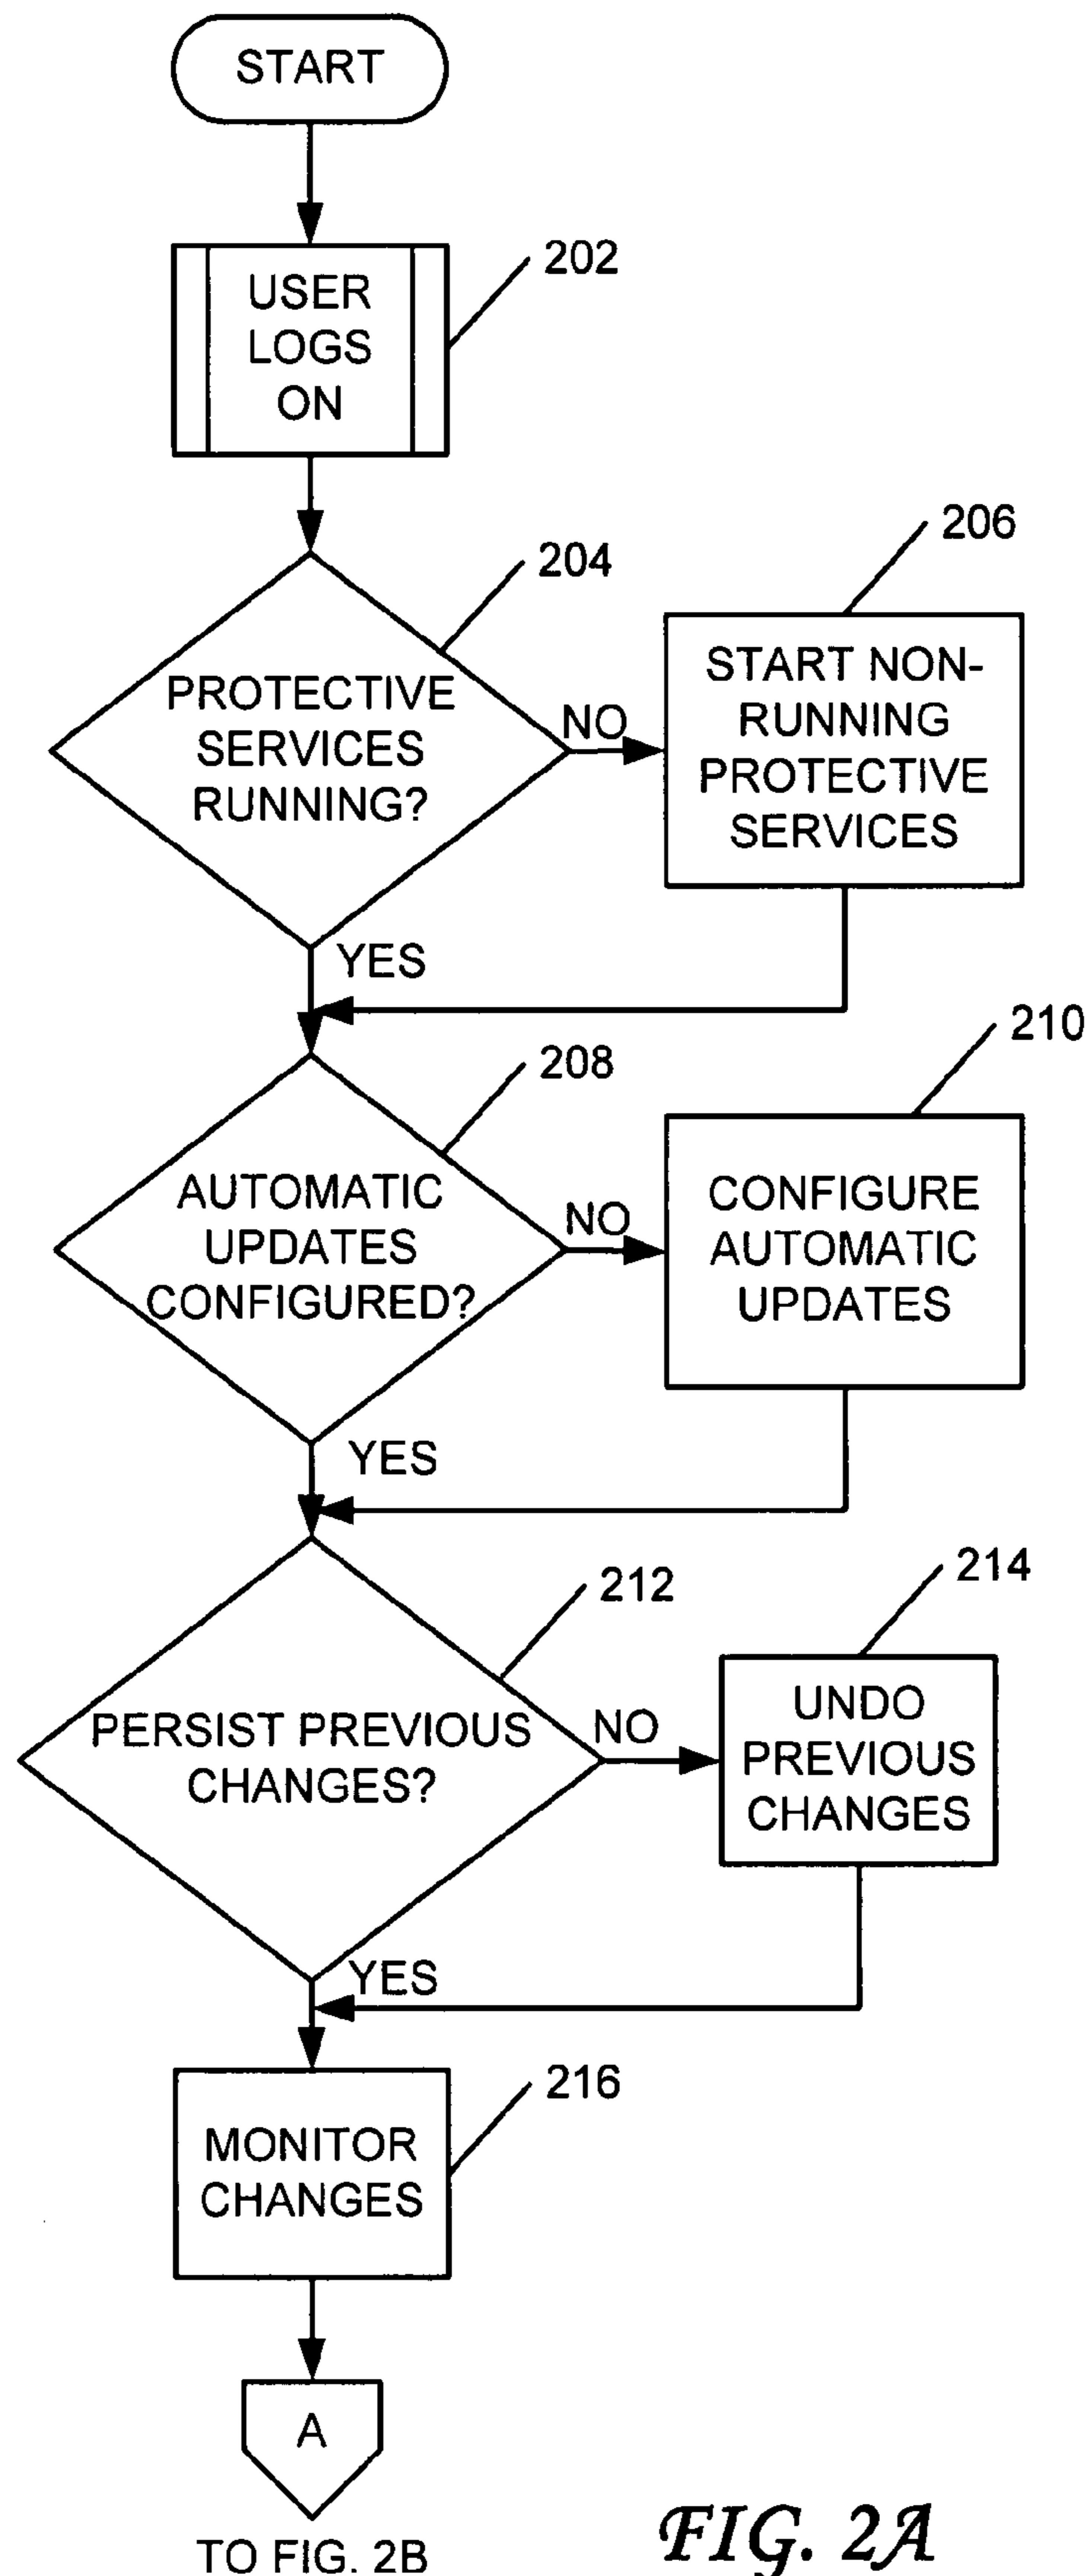 START
202
USER
LOGS
ON
204
206
PROTECTIVE
SERVICES
RUNNING?
NO
START NON-
RUNNING
PROTECTIVE
SERVICES
YES
208
210
AUTOMATIC
UPDATES
CONFIGURED?
NO
CONFIGURE
AUTOMATIC
UPDATES
YES
212
214
PERSIST PREVIOUS
CHANGES?
NO
UNDO
PREVIOUS
CHANGES
YES
216
MONITOR
CHANGES
A
TO FIG. 2B
FIG. 2A